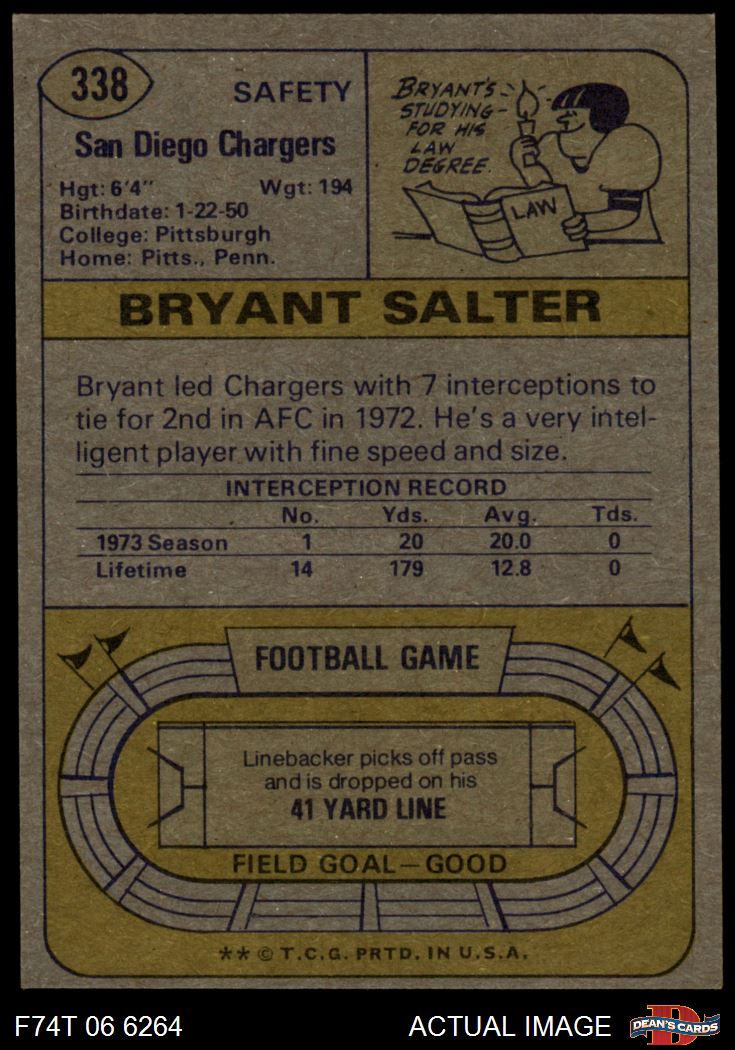 338
SAFETY
San Diego Chargers
Hgt: 6'4" Wgt: 194
Birthdate: 1-22-50
College: Pittsburgh
Home: Pitts., Penn.
BRYANT'S
STUDYING
FOR HIS
LAW
DEGREE.
LAW
BRYANT SALTER
Bryant led Chargers with 7 interceptions to
tie for 2nd in AFC in 1972. He's a very intel-
ligent player with fine speed and size.
INTERCEPTION RECORD
No. Yds. Avg. Tds.
1973 Season 1 20 20.0 0
Lifetime 14 179 12.8 0
FOOTBALL GAME
Linebacker picks off pass
and is dropped on his
41 YARD LINE
FIELD GOAL—GOOD
** © T.C.G. PRTD. IN U.S.A.
F74T 06 6264 ACTUAL IMAGE
D
DEAN'S CARDS